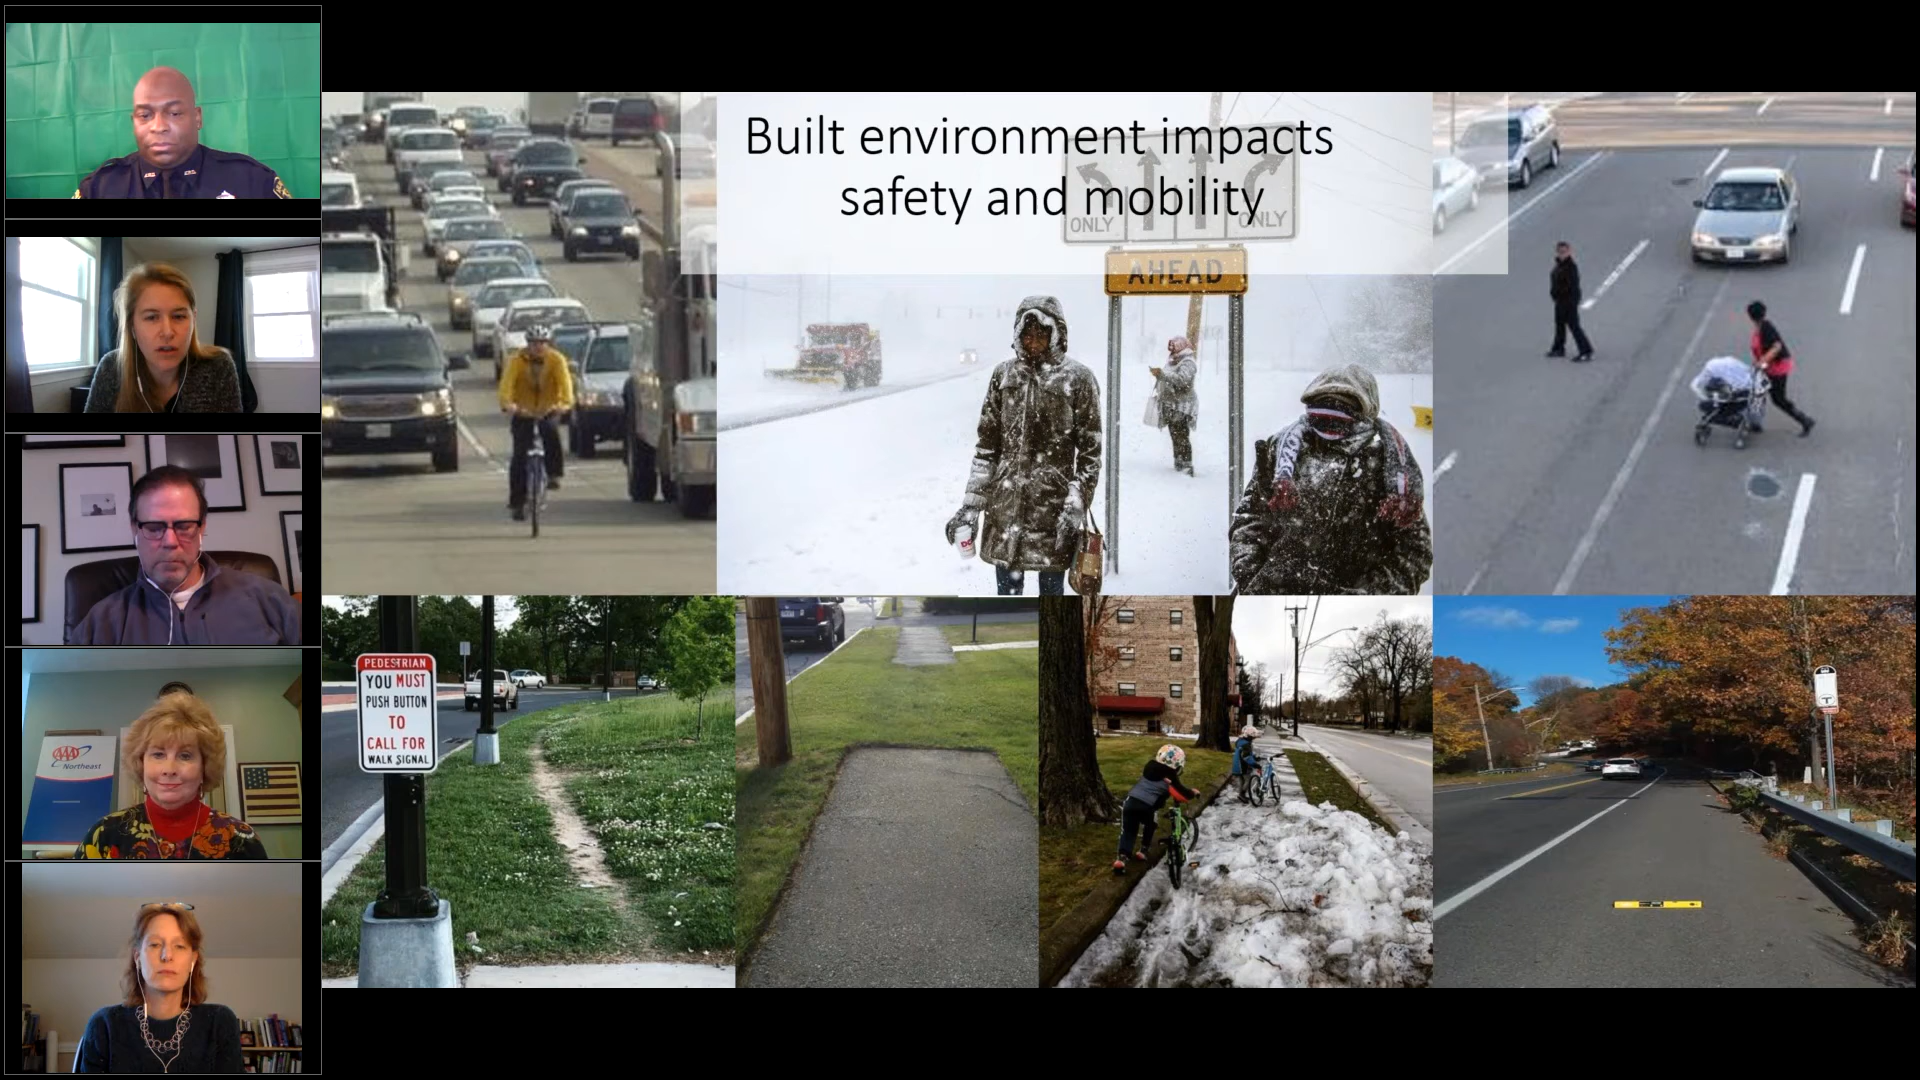 Built environment impacts
safety and mobility
ONLY
ONLY
AHEAD
PEDESTRIAN
YOU MUST
PUSH BUTTON
TO
CALL FOR
WALK SIGNAL
AAA
Northeast